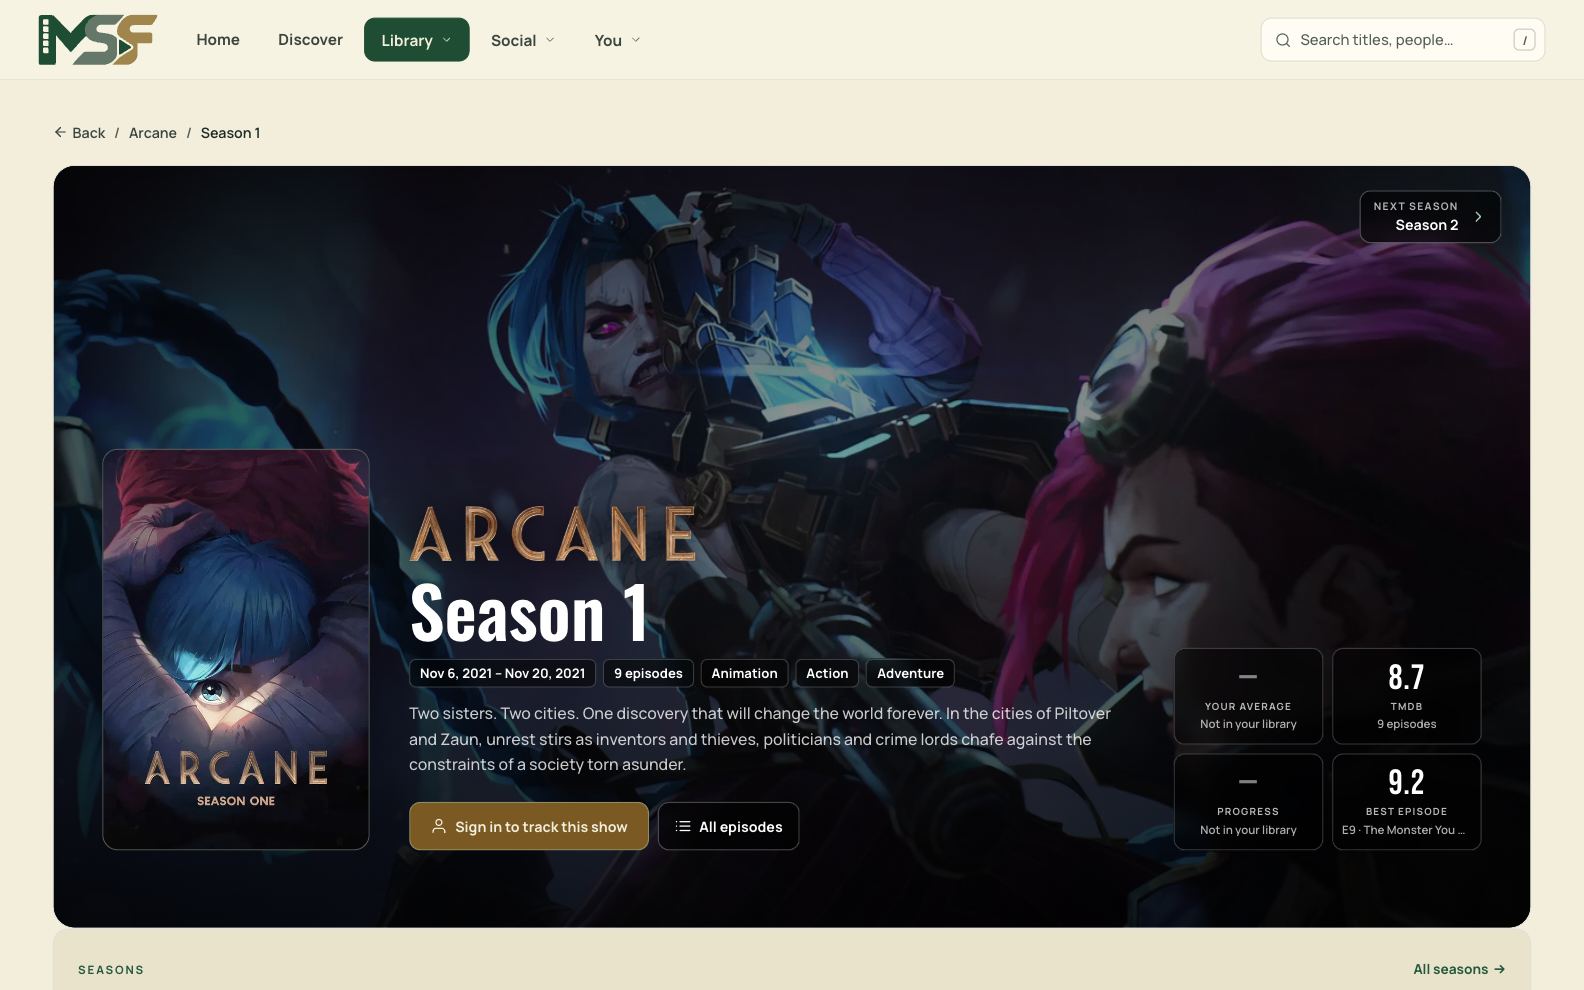 MSF
Home
Discover
Library
Social
You
Search titles, people...
/
Back / Arcane / Season 1
NEXT SEASON
Season 2
ARCANE
SEASON ONE
ARCANE
Season 1
Nov 6, 2021 – Nov 20, 2021
9 episodes
Animation
Action
Adventure
Two sisters. Two cities. One discovery that will change the world forever. In the cities of Piltover
and Zaun, unrest stirs as inventors and thieves, politicians and crime lords chafe against the
constraints of a society torn asunder.
Sign in to track this show
All episodes
—
YOUR AVERAGE
Not in your library
8.7
TMDB
9 episodes
—
PROGRESS
Not in your library
9.2
BEST EPISODE
E9 · The Monster You ...
SEASONS
All seasons →